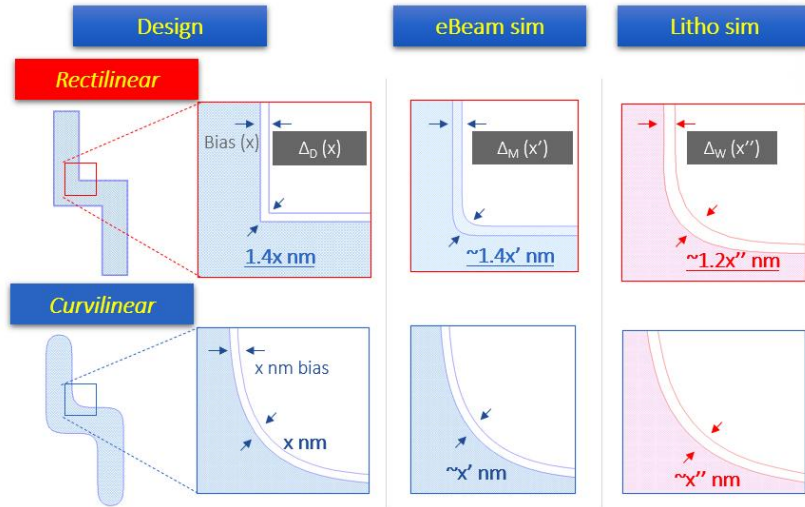 Design
eBeam sim
Litho sim
Rectilinear
Bias (x)
Δ_D (x)
1.4x nm
Δ_M (x')
~1.4x' nm
Δ_W (x'')
~1.2x'' nm
Curvilinear
x nm bias
x nm
~x' nm
~x'' nm